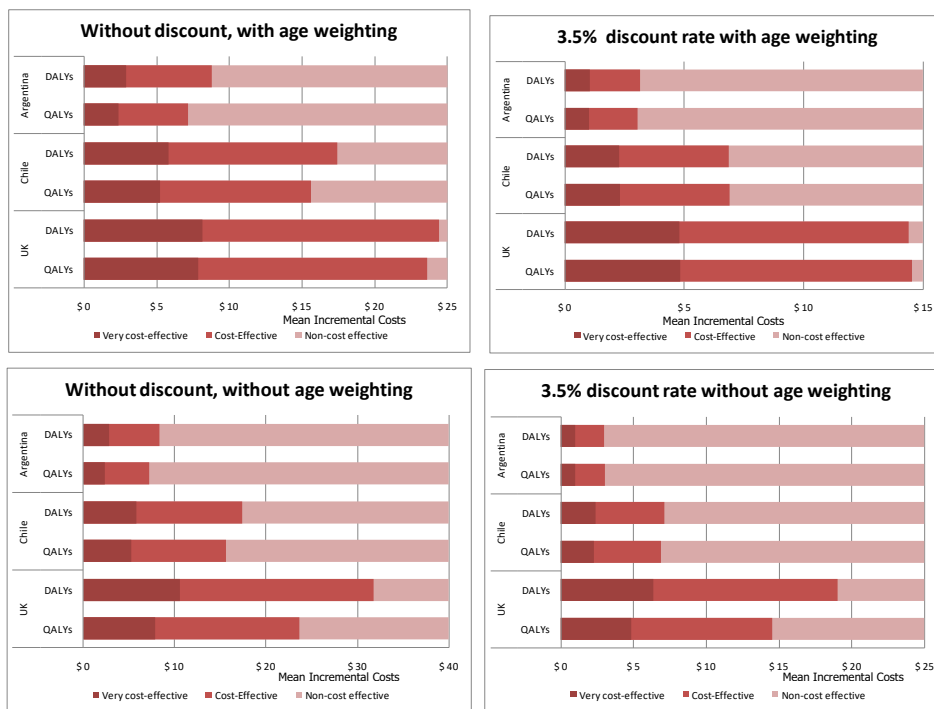 Without discount, with age weighting
Argentina
DALYs
QALYs
Chile
DALYs
QALYs
UK
DALYs
QALYs
$ 0 $ 5 $ 10 $ 15 $ 20 $ 25
Mean Incremental Costs
Very cost-effective Cost-Effective Non-cost effective
3.5% discount rate with age weighting
Argentina
DALYs
QALYs
Chile
DALYs
QALYs
UK
DALYs
QALYs
$ 0 $ 5 $ 10 $ 15
Mean Incremental Costs
Very cost-effective Cost-Effective Non-cost effective
Without discount, without age weighting
Argentina
DALYs
QALYs
Chile
DALYs
QALYs
UK
DALYs
QALYs
$ 0 $ 10 $ 20 $ 30 $ 40
Mean Incremental Costs
Very cost-effective Cost-Effective Non-cost effective
3.5% discount rate without age weighting
Argentina
DALYs
QALYs
Chile
DALYs
QALYs
UK
DALYs
QALYs
$ 0 $ 5 $ 10 $ 15 $ 20 $ 25
Mean Incremental Costs
Very cost-effective Cost-Effective Non-cost effective